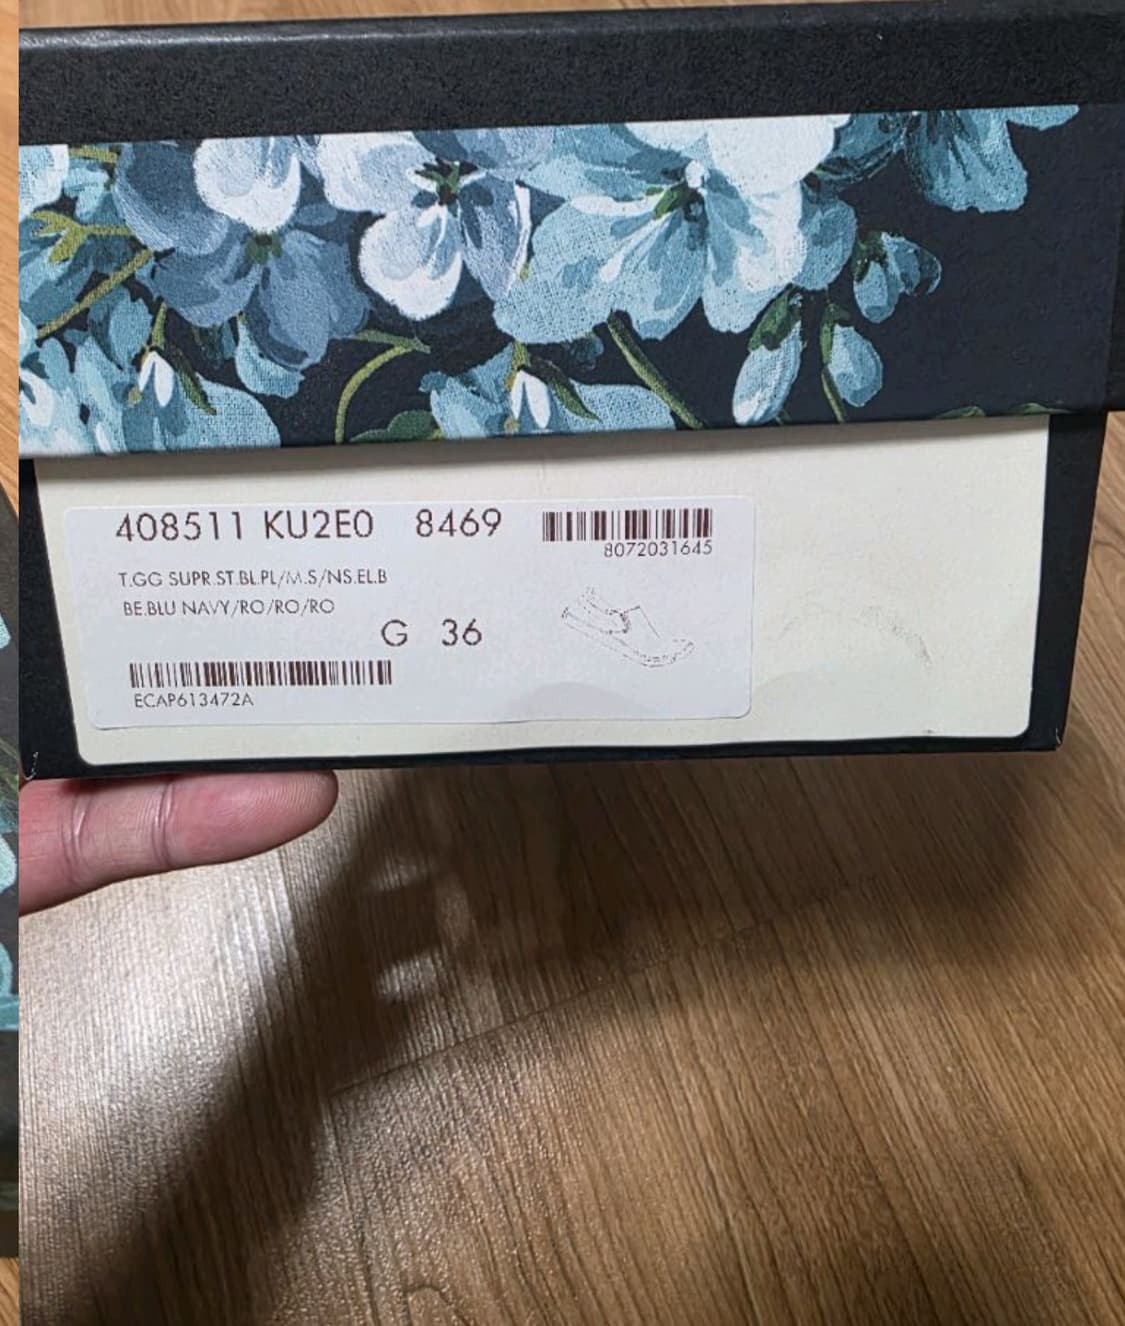 408511 KU2E0 8469
8072031645
T.GG SUPR.ST.BL.PL/M.S/NS.EL.B
BE.BLU NAVY/RO/RO/RO
G 36
ECAP613472A